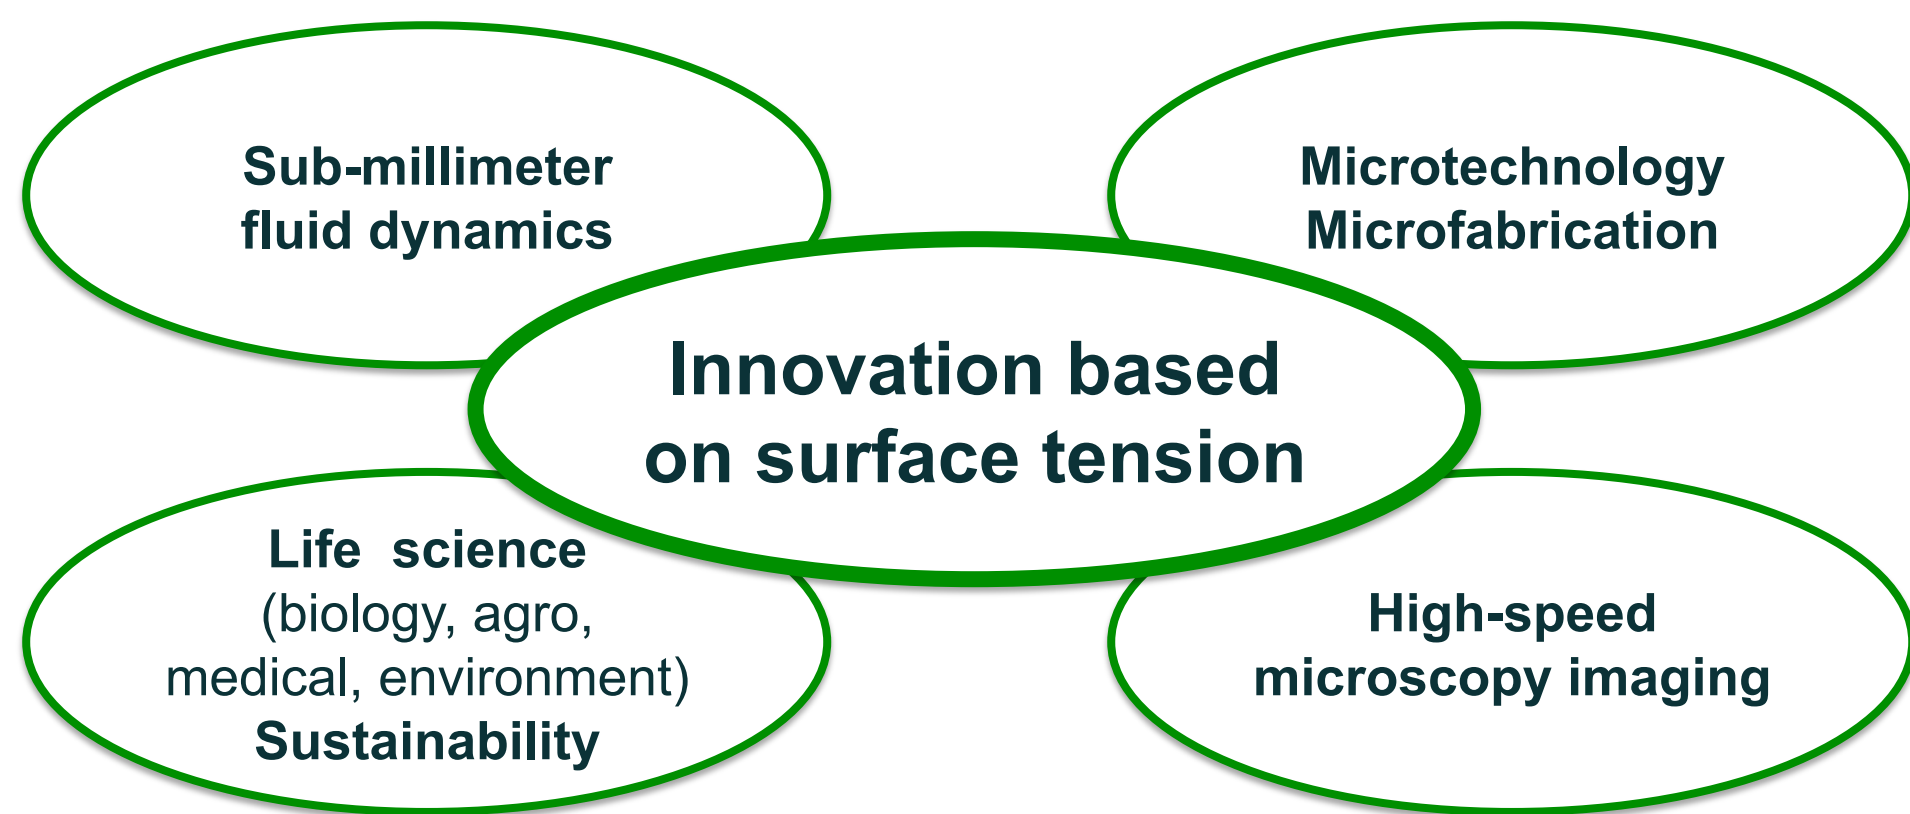 Sub-millimeter
fluid dynamics
Microtechnology
Microfabrication
Innovation based
on surface tension
Life  science
(biology, agro,
medical, environment)
Sustainability
High-speed
microscopy imaging